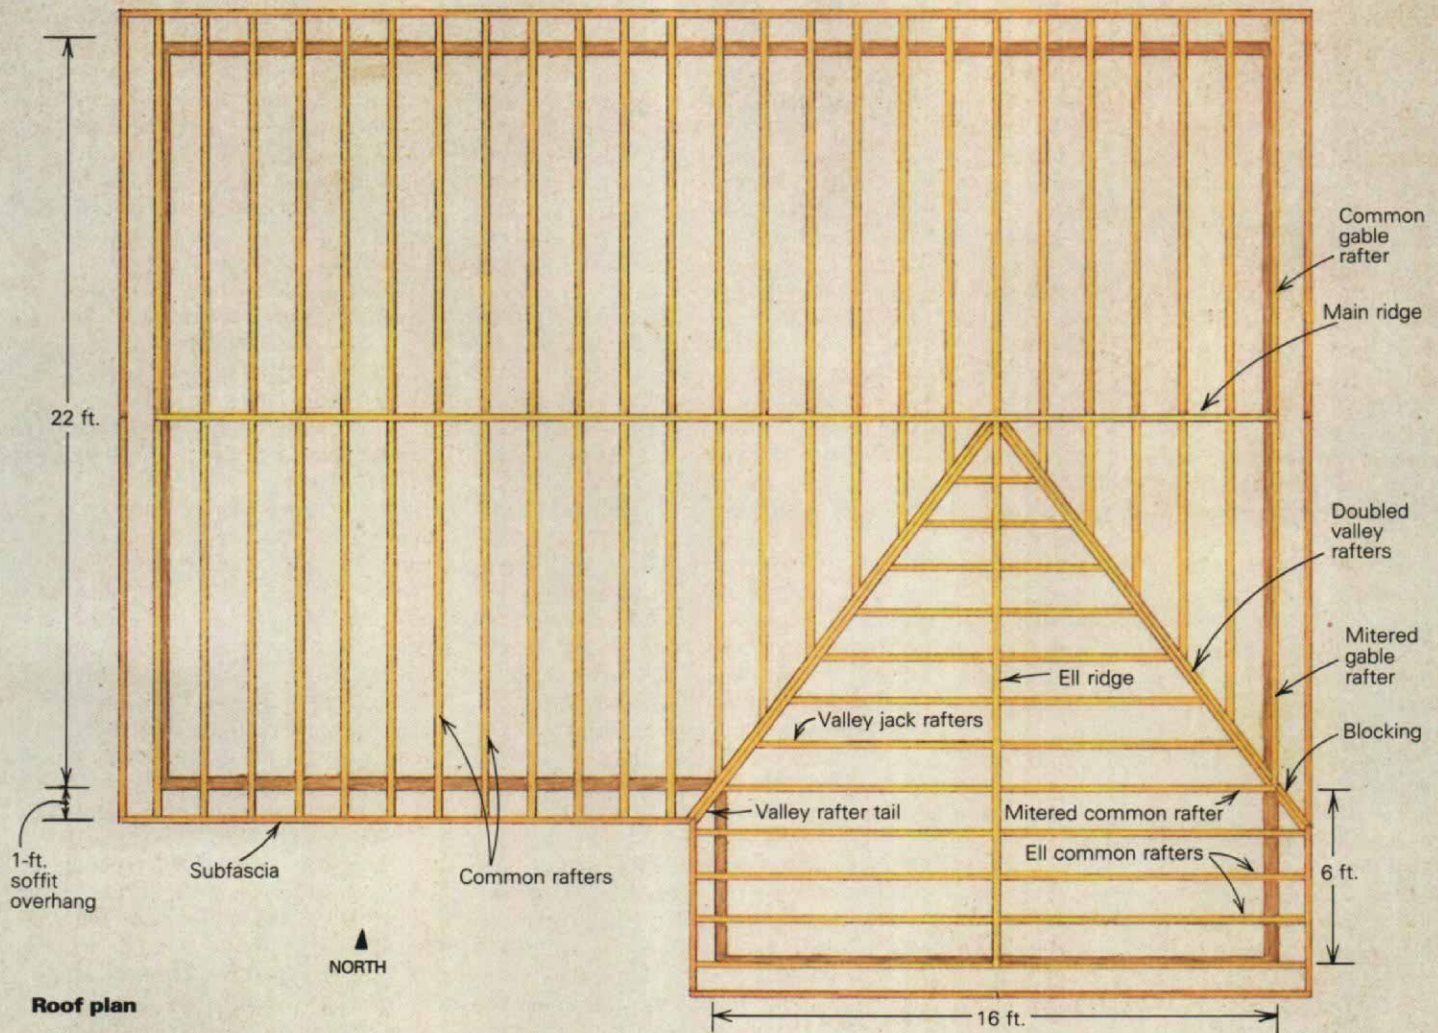 Common
gable
rafter
Main ridge
22 ft.
Doubled
valley
rafters
Mitered
gable
rafter
Ell ridge
Valley jack rafters
Blocking
Valley rafter tail
Mitered common rafter
1-ft.
soffit
overhang
Subfascia
Common rafters
Ell common rafters
6 ft.
NORTH
Roof plan
16 ft.